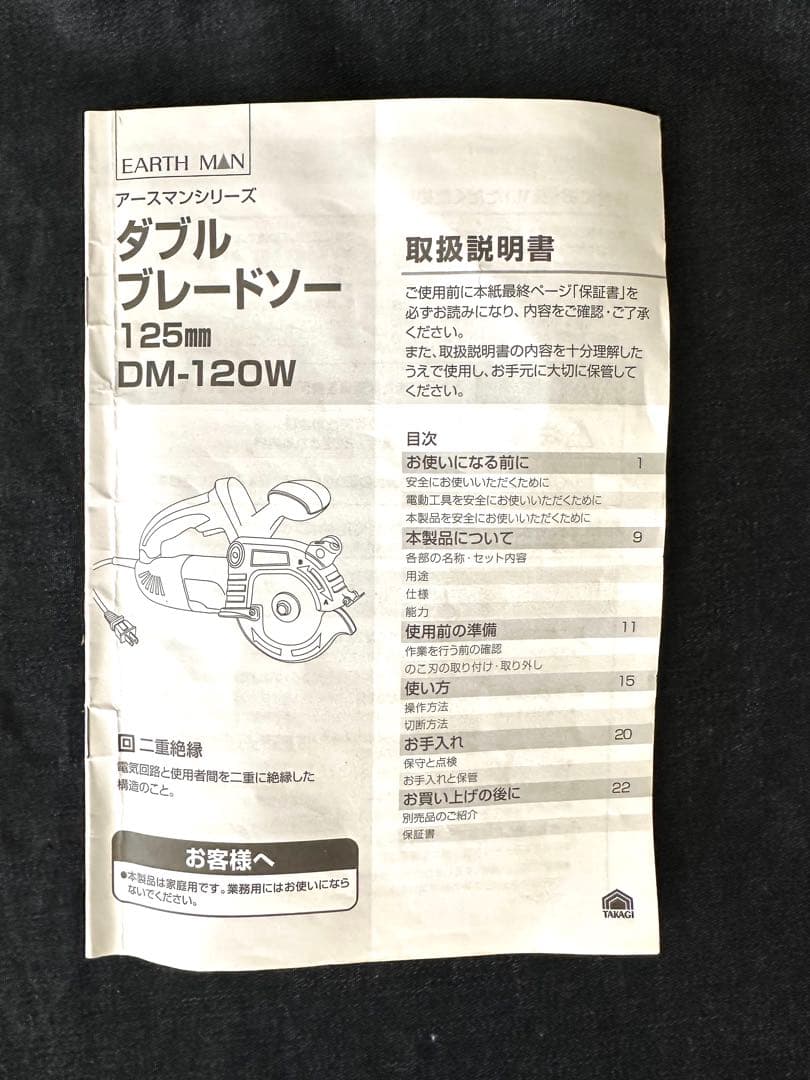 EARTH MAN
アースマンシリーズ
ダブル
ブレードソー
125mm
DM-120W
回 二重絶縁
電気回路と使用者間を二重に絶縁した
構造のこと。
お客様へ
●本製品は家庭用です。業務用にはお使いになら
ないでください。
取扱説明書
ご使用前に本紙最終ページ「保証書」を
必ずお読みになり、内容をご確認・ご了承
ください。
また、取扱説明書の内容を十分理解した
うえで使用し、お手元に大切に保管して
ください。
目次
お使いになる前に 1
安全にお使いいただくために
電動工具を安全にお使いいただくために
本製品を安全にお使いいただくために
本製品について 9
各部の名称・セット内容
用途
仕様
能力
使用前の準備 11
作業を行う前の確認
のこ刃の取り付け・取り外し
使い方 15
操作方法
切断方法
お手入れ 20
保守と点検
お手入れと保管
お買い上げの後に 22
別売品のご紹介
保証書
TAKAGI